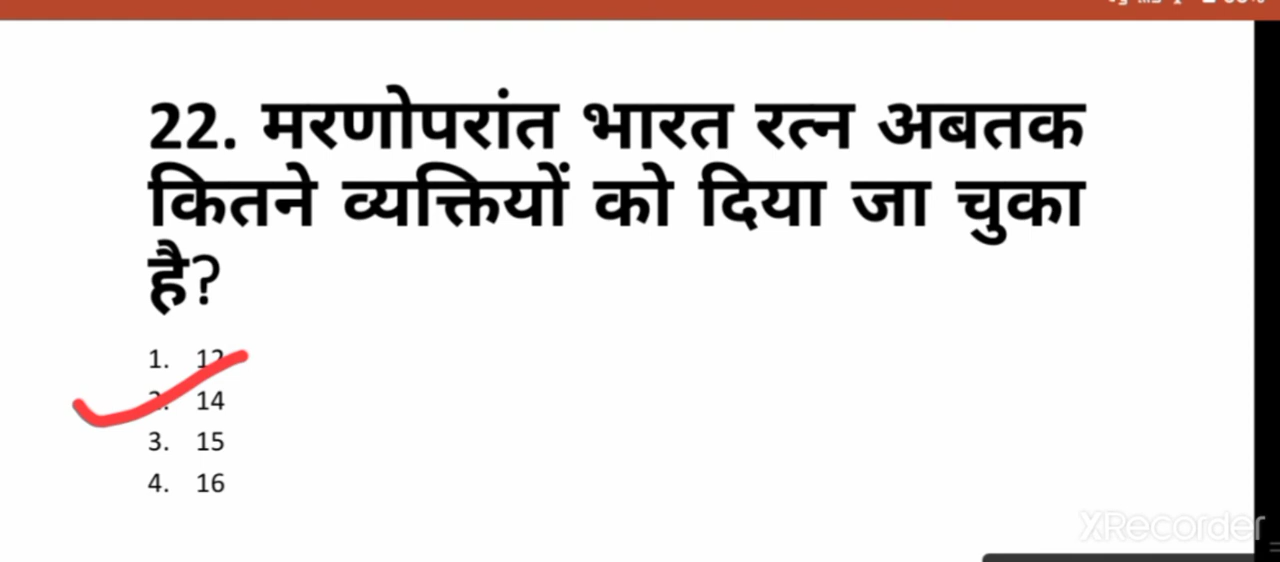 22. मरणोपरांत भारत रत्न अबतक
कितने व्यक्तियों को दिया जा चुका
है?
1. 12
2. 14
3. 15
4. 16
XRecorder